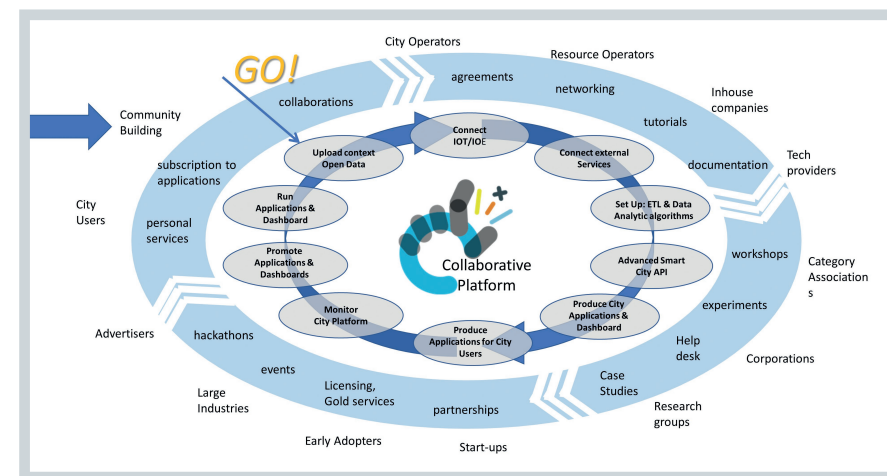 City Operators
Resource Operators
GO!
agreements
networking
collaborations
Inhouse
companies
Community
Building
tutorials
Connect
IOT/IOE
Upload context
Open Data
Connect external
Services
documentation
Tech
providers
subscription to
applications
Run
Applications &
Dashboard
Set Up: ETL & Data
Analytic algorithms
City
Users
personal
services
Collaborative
Platform
Promote
Applications &
Dashboards
Advanced Smart
City API
workshops
Category
Association
s
Monitor
City Platform
Produce City
Applications &
Dashboard
experiments
Produce
Applications for City
Users
Advertisers
hackathons
Help
desk
Corporations
events
Case
Studies
Large
Industries
Licensing,
Gold services
partnerships
Research
groups
Early Adopters
Start-ups